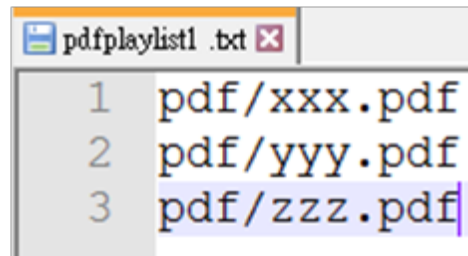 pdfplaylist1 .txt
1 pdf/xxx.pdf
2 pdf/yyy.pdf
3 pdf/zzz.pdf